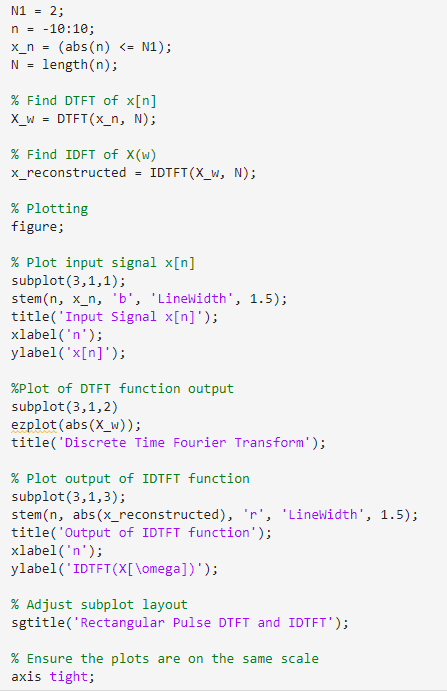 N1 = 2;
n = -10:10;
x_n = (abs(n) <= N1);
N = length(n);
% Find DTFT of x[n]
X_w = DTFT(x_n, N);
% Find IDFT of X(w)
x_reconstructed = IDTFT(X_w, N);
% Plotting
figure;
% Plot input signal x[n]
subplot(3,1,1);
stem(n, x_n, 'b', 'LineWidth', 1.5);
title('Input Signal x[n]');
xlabel('n');
ylabel('x[n]');
%Plot of DTFT function output
subplot(3,1,2)
ezplot(abs(X_w));
title('Discrete Time Fourier Transform');
% Plot output of IDTFT function
subplot(3,1,3);
stem(n, abs(x_reconstructed), 'r', 'LineWidth', 1.5);
title('Output of IDTFT function');
xlabel('n');
ylabel('IDTFT(X[\omega])');
% Adjust subplot layout
sgtitle('Rectangular Pulse DTFT and IDTFT');
% Ensure the plots are on the same scale
axis tight;